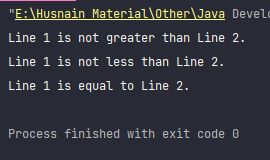 "E:\Husnain Material\Other\Java Develo
Line 1 is not greater than Line 2.
Line 1 is not less than Line 2.
Line 1 is equal to Line 2.
Process finished with exit code 0